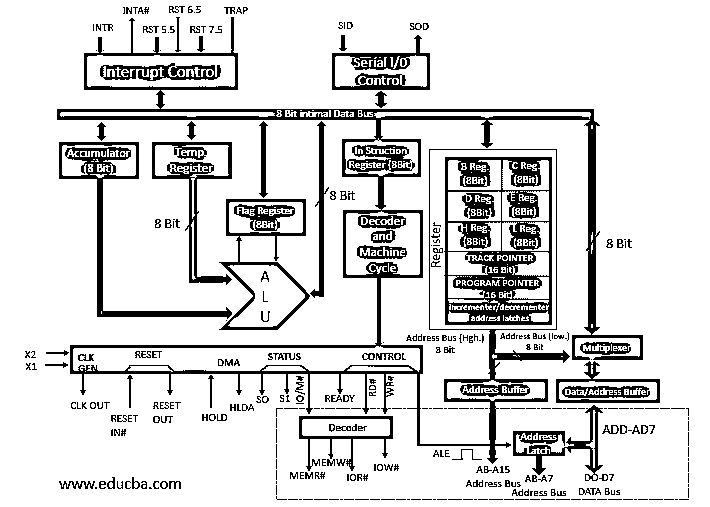 INTR
INTA#
RST 5.5
RST 6.5
RST 7.5
TRAP
SID
SOD
Interrupt Control
Serial I/O
Control
8 Bit intimal Data Bus
Accumulator
(8 Bit)
Temp
Register
In Struction
Register (8Bit)
8 Bit
Flag Register
(8Bit)
8 Bit
Decoder
and
Machine
Cycle
A
L
U
Register
B Reg.
(8Bit)
C Reg.
(8Bit)
D Reg.
(8Bit)
E Reg.
(8Bit)
H Reg.
(8Bit)
L Reg.
(8Bit)
TRACK POINTER
(16 Bit)
PROGRAM POINTER
(16 Bit)
Incrementer/decrementer
address latches
8 Bit
Address Bus (Hgh.)
8 Bit
Address Bus (low.)
8 Bit
Multiplexer
X2
X1
CLK
GEN
RESET
DMA
STATUS
CONTROL
Address Buffer
Data/Address Buffer
CLK OUT
RESET
IN#
RESET
OUT
HOLD
HLDA
SO
S1
IO/M#
READY
RD#
WR#
Decoder
MEMR#
MEMW#
IOR#
IOW#
ALE
Address
Latch
ADD-AD7
AB-A15
Address Bus
AB-A7
Address Bus
DO-D7
DATA Bus
www.educba.com